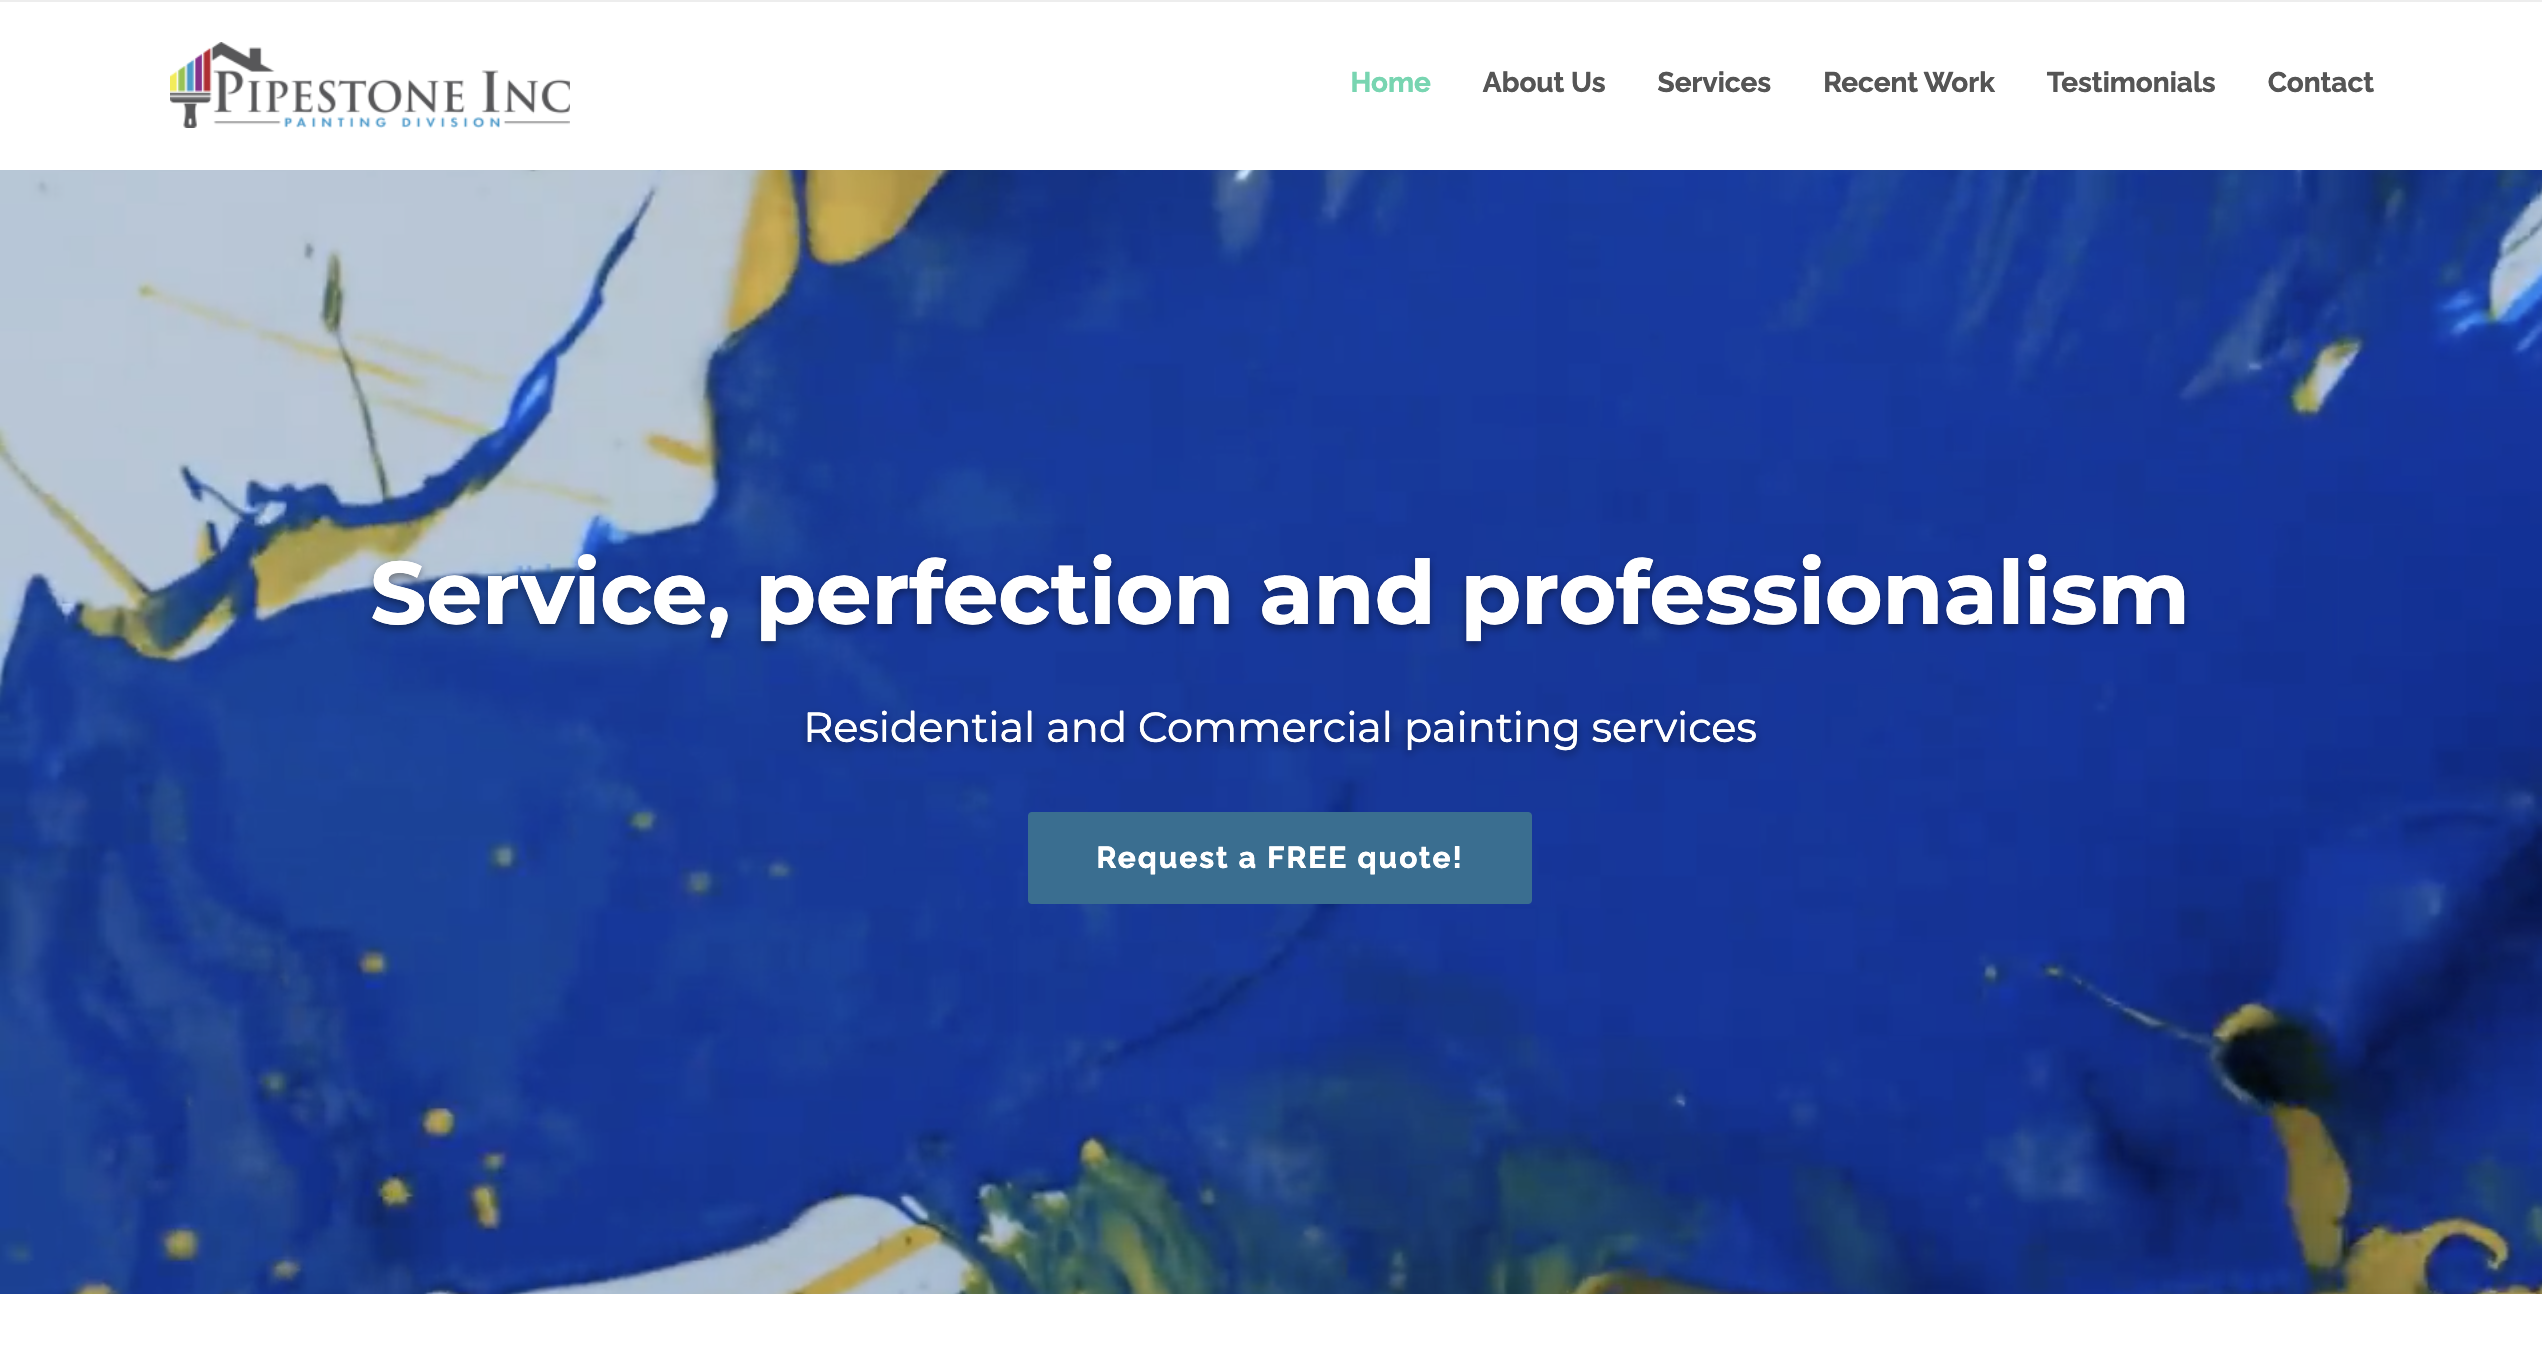 PIPESTONE INC
PAINTING DIVISION
Home About Us Services Recent Work Testimonials Contact
Service, perfection and professionalism
Residential and Commercial painting services
Request a FREE quote!